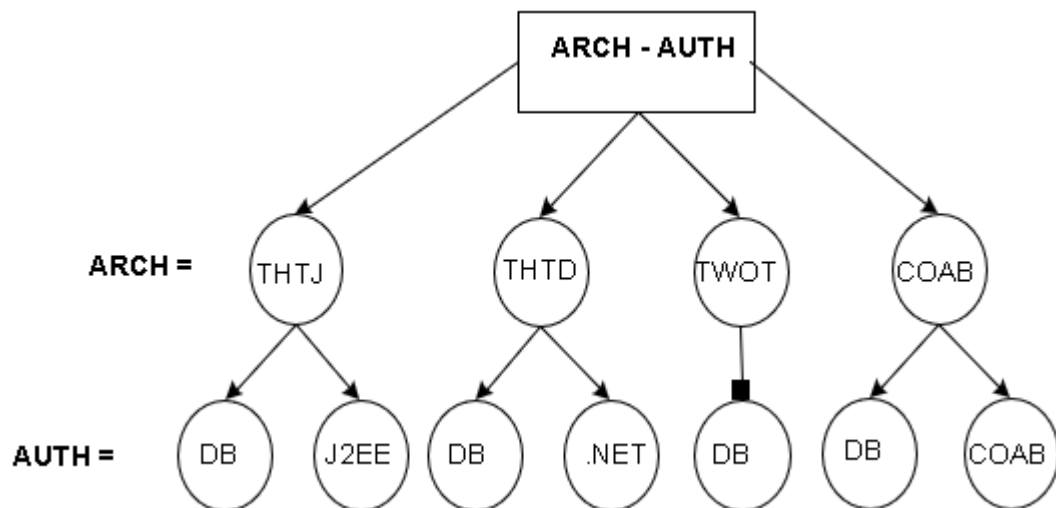 ARCH - AUTH
ARCH = THTJ THTD TWOT COAB
AUTH = DB J2EE DB .NET DB DB COAB